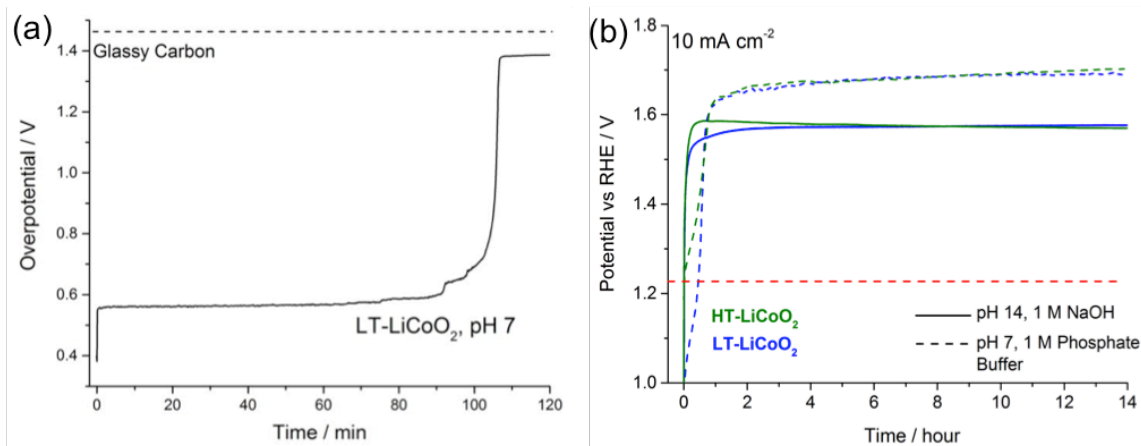 (a)
Glassy Carbon
LT-LiCoO₂, pH 7
Overpotential / V
1.4
1.2
1.0
0.8
0.6
0.4
0 20 40 60 80 100 120
Time / min
(b)
10 mA cm⁻²
Potential vs RHE / V
1.8
1.6
1.4
1.2
1.0
HT-LiCoO₂
LT-LiCoO₂
pH 14, 1 M NaOH
pH 7, 1 M Phosphate
Buffer
0 2 4 6 8 10 12 14
Time / hour